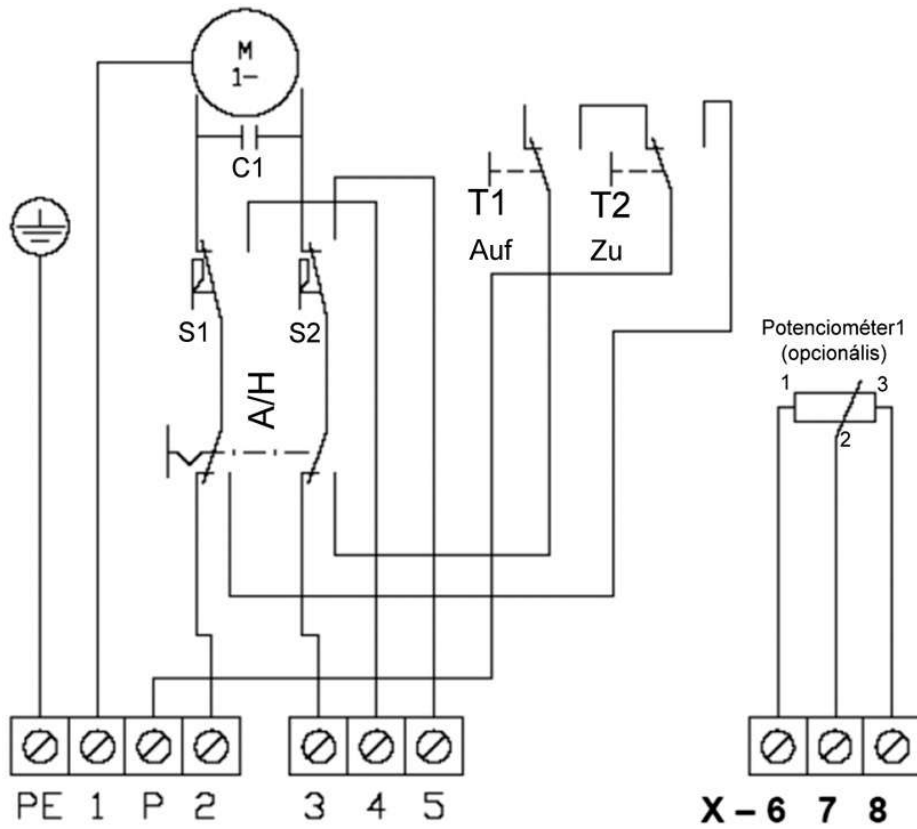 M
1~
C1
T1 T2
Auf Zu
S1 S2
A/H
Potenciométer1
(opcionális)
1 3
2
PE 1 P 2 3 4 5 X – 6 7 8